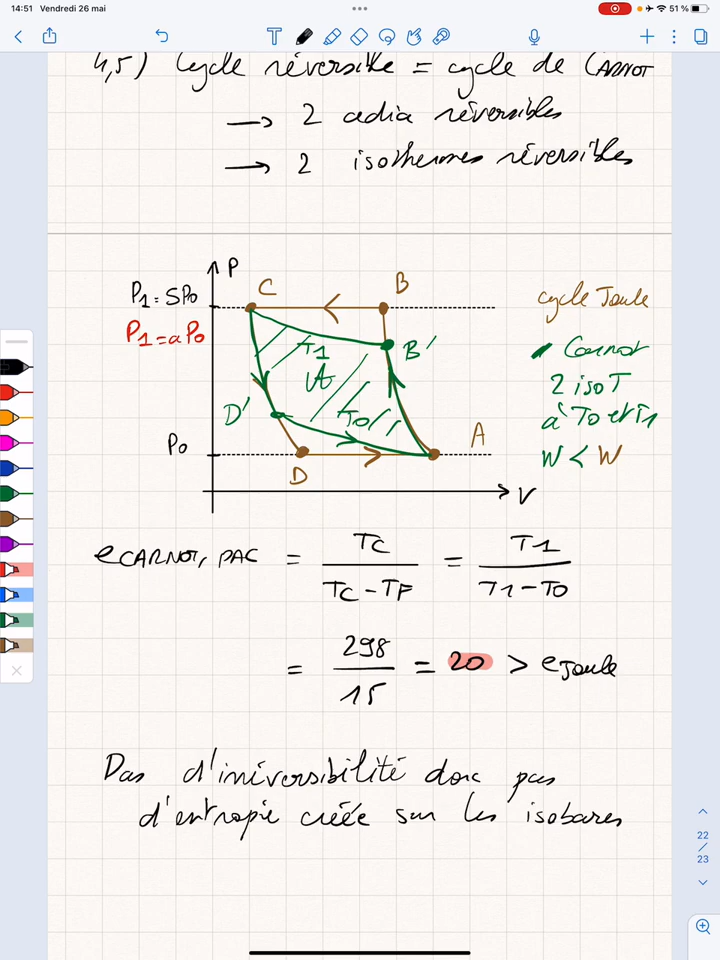 14:51 Vendredi 26 mai
51 %
4,5) Cycle réversible = cycle de CARNOT
→ 2 adia réversibles
→ 2 isothermes réversibles
P
C
B
P1 = 5P0
P1 = a P0
cycle Joule
T1
B'
Carnot
2 isoT
D'
T0
à T0 et T1
P0
A
W < W
D
V
eCARNOT, PAC = TC / TC - TF = T1 / T1 - T0
= 298 / 15 = 20 > eJoule
Pas d'iniversibilité donc pas
d'entropie créée sur les isobares
22
/
23